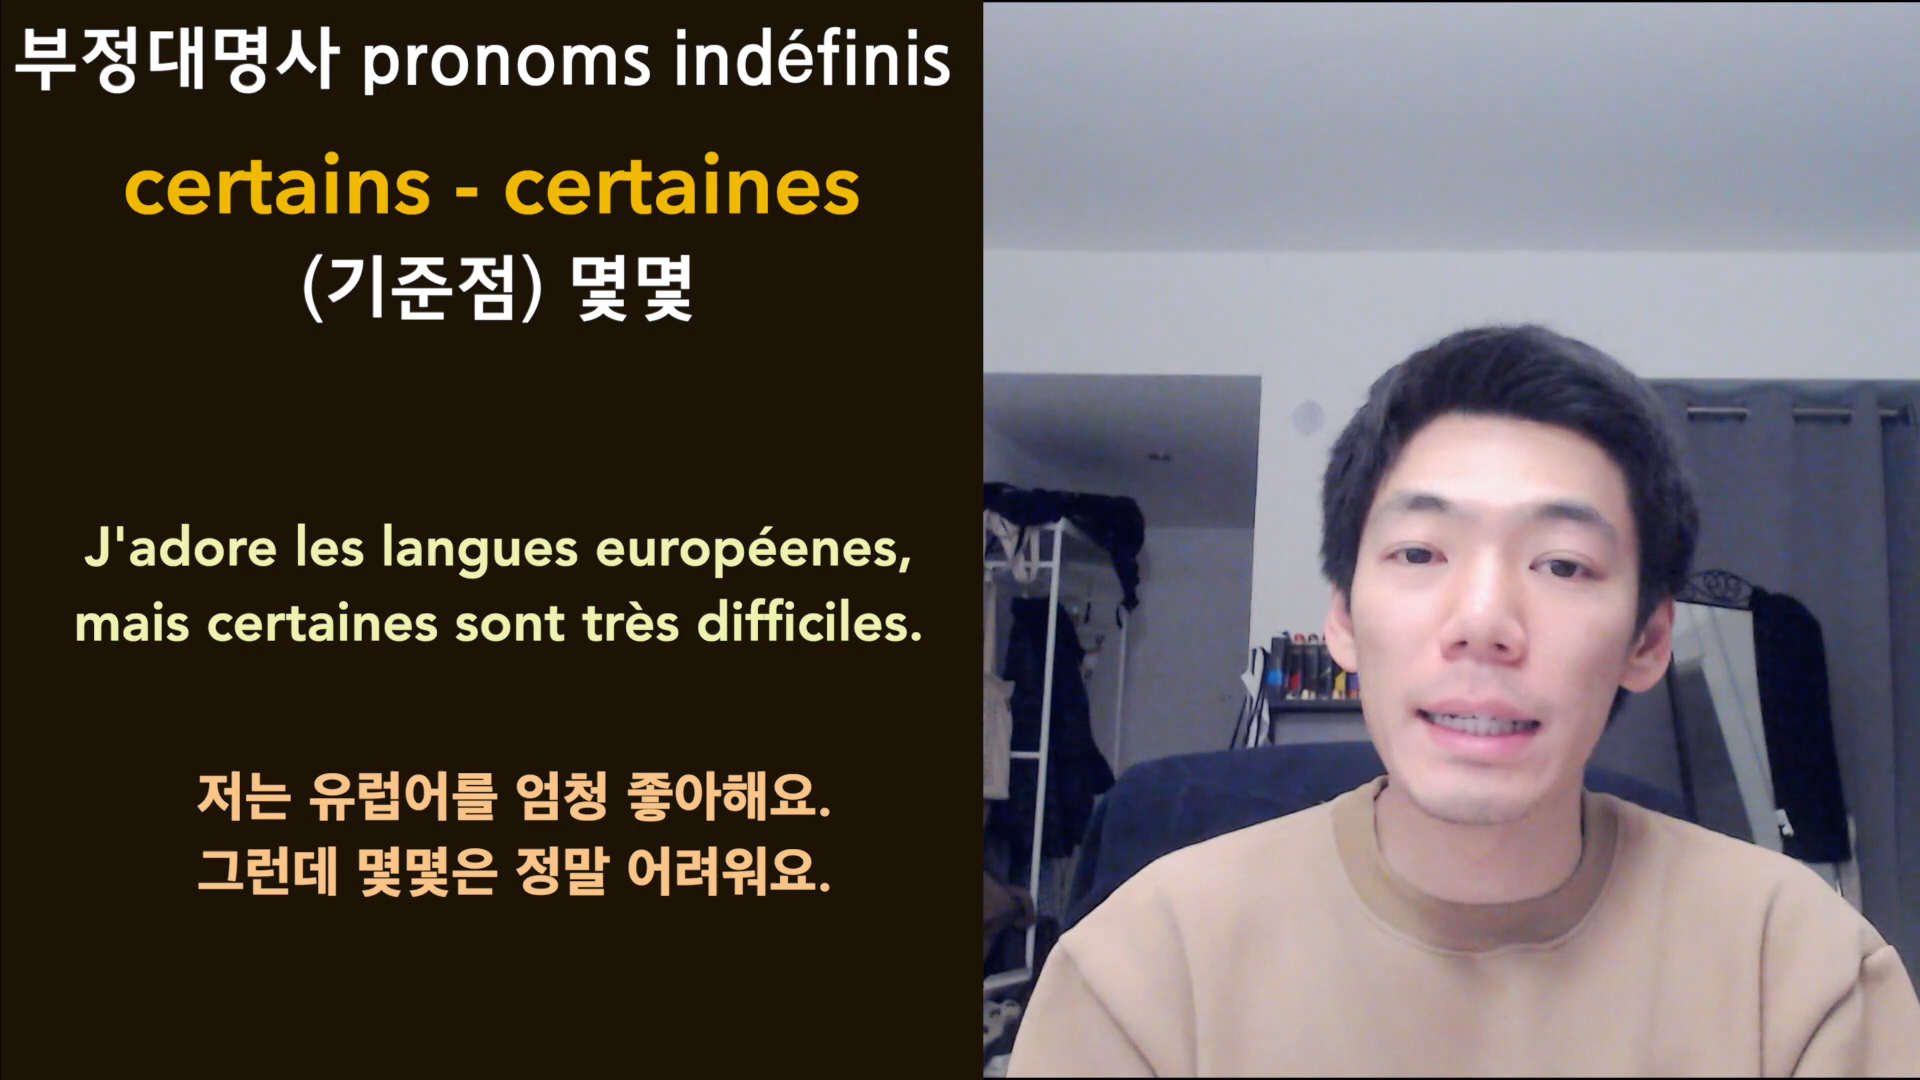 부정대명사 pronoms indéfinis
certains - certaines
(기준점) 몇몇
J'adore les langues européenes,
mais certaines sont très difficiles.
저는 유럽어를 엄청 좋아해요.
그런데 몇몇은 정말 어려워요.